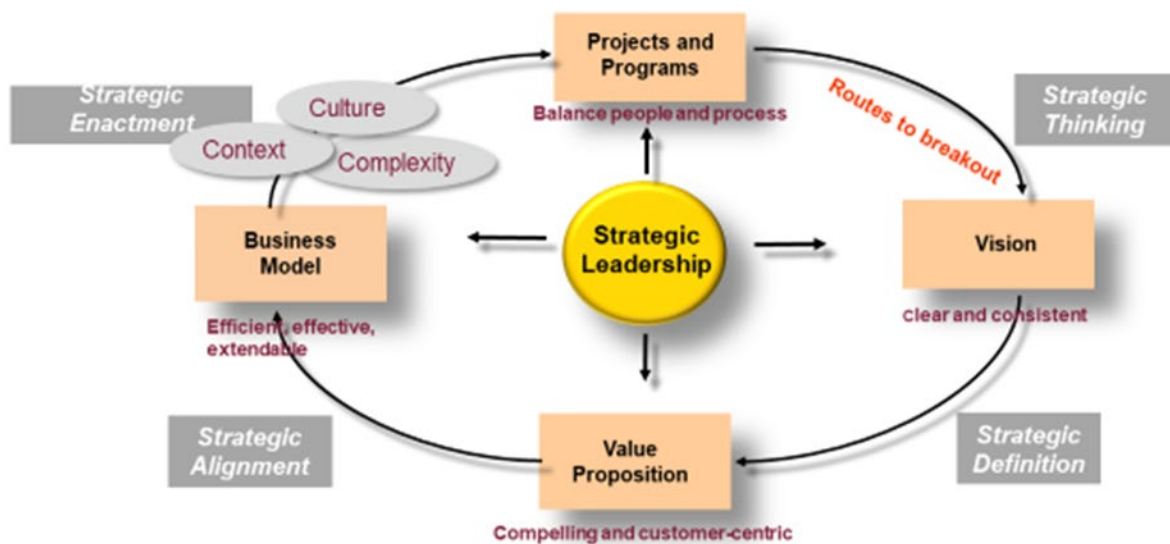 Projects and
Programs
Balance people and process
Strategic
Enactment
Culture
Context
Complexity
Routes to breakout
Strategic
Thinking
Business
Model
Efficient, effective,
extendable
Strategic
Leadership
Vision
Clear and consistent
Strategic
Alignment
Value
Proposition
Compelling and customer-centric
Strategic
Definition